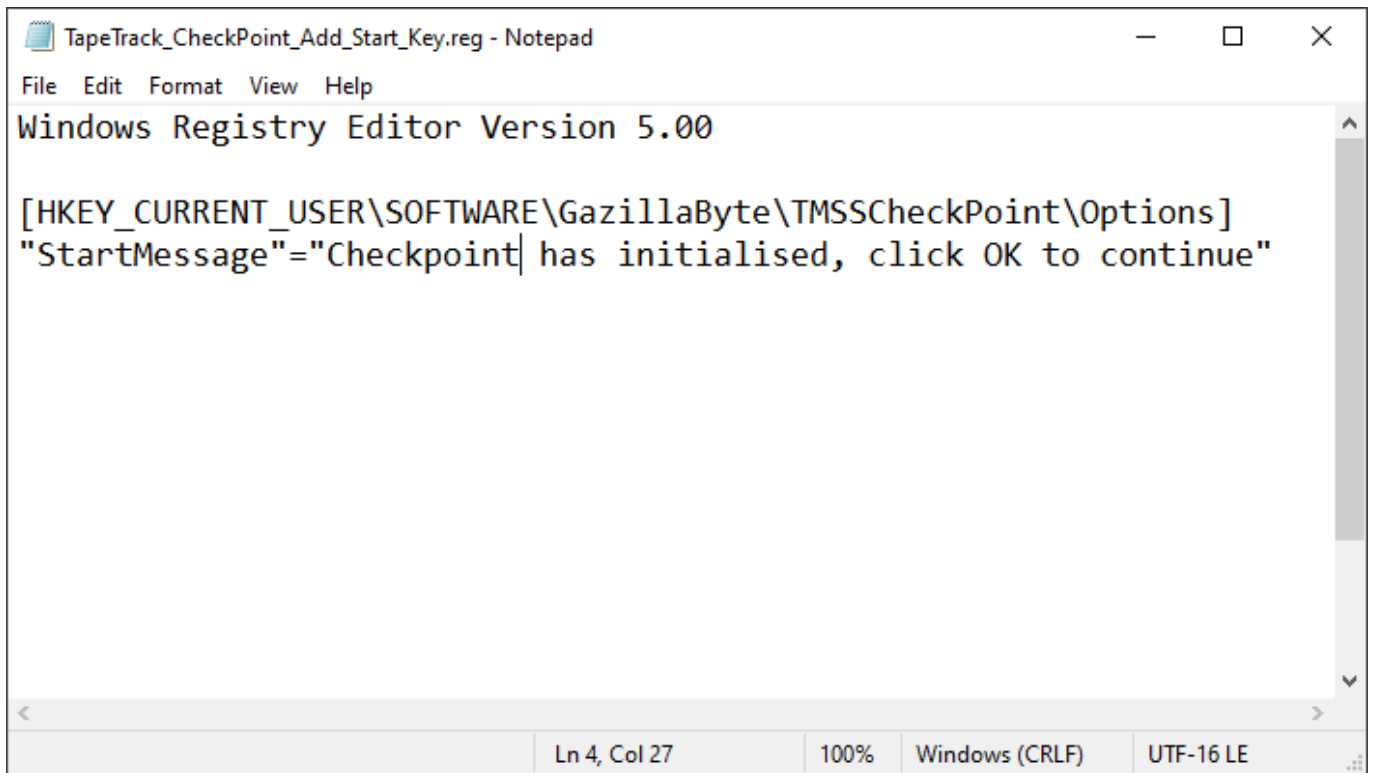 TapeTrack_CheckPoint_Add_Start_Key.reg - Notepad
File Edit Format View Help
Windows Registry Editor Version 5.00
[HKEY_CURRENT_USER\SOFTWARE\GazillaByte\TMSSCheckPoint\Options]
"StartMessage"="Checkpoint has initialised, click OK to continue"
Ln 4, Col 27 100% Windows (CRLF) UTF-16 LE